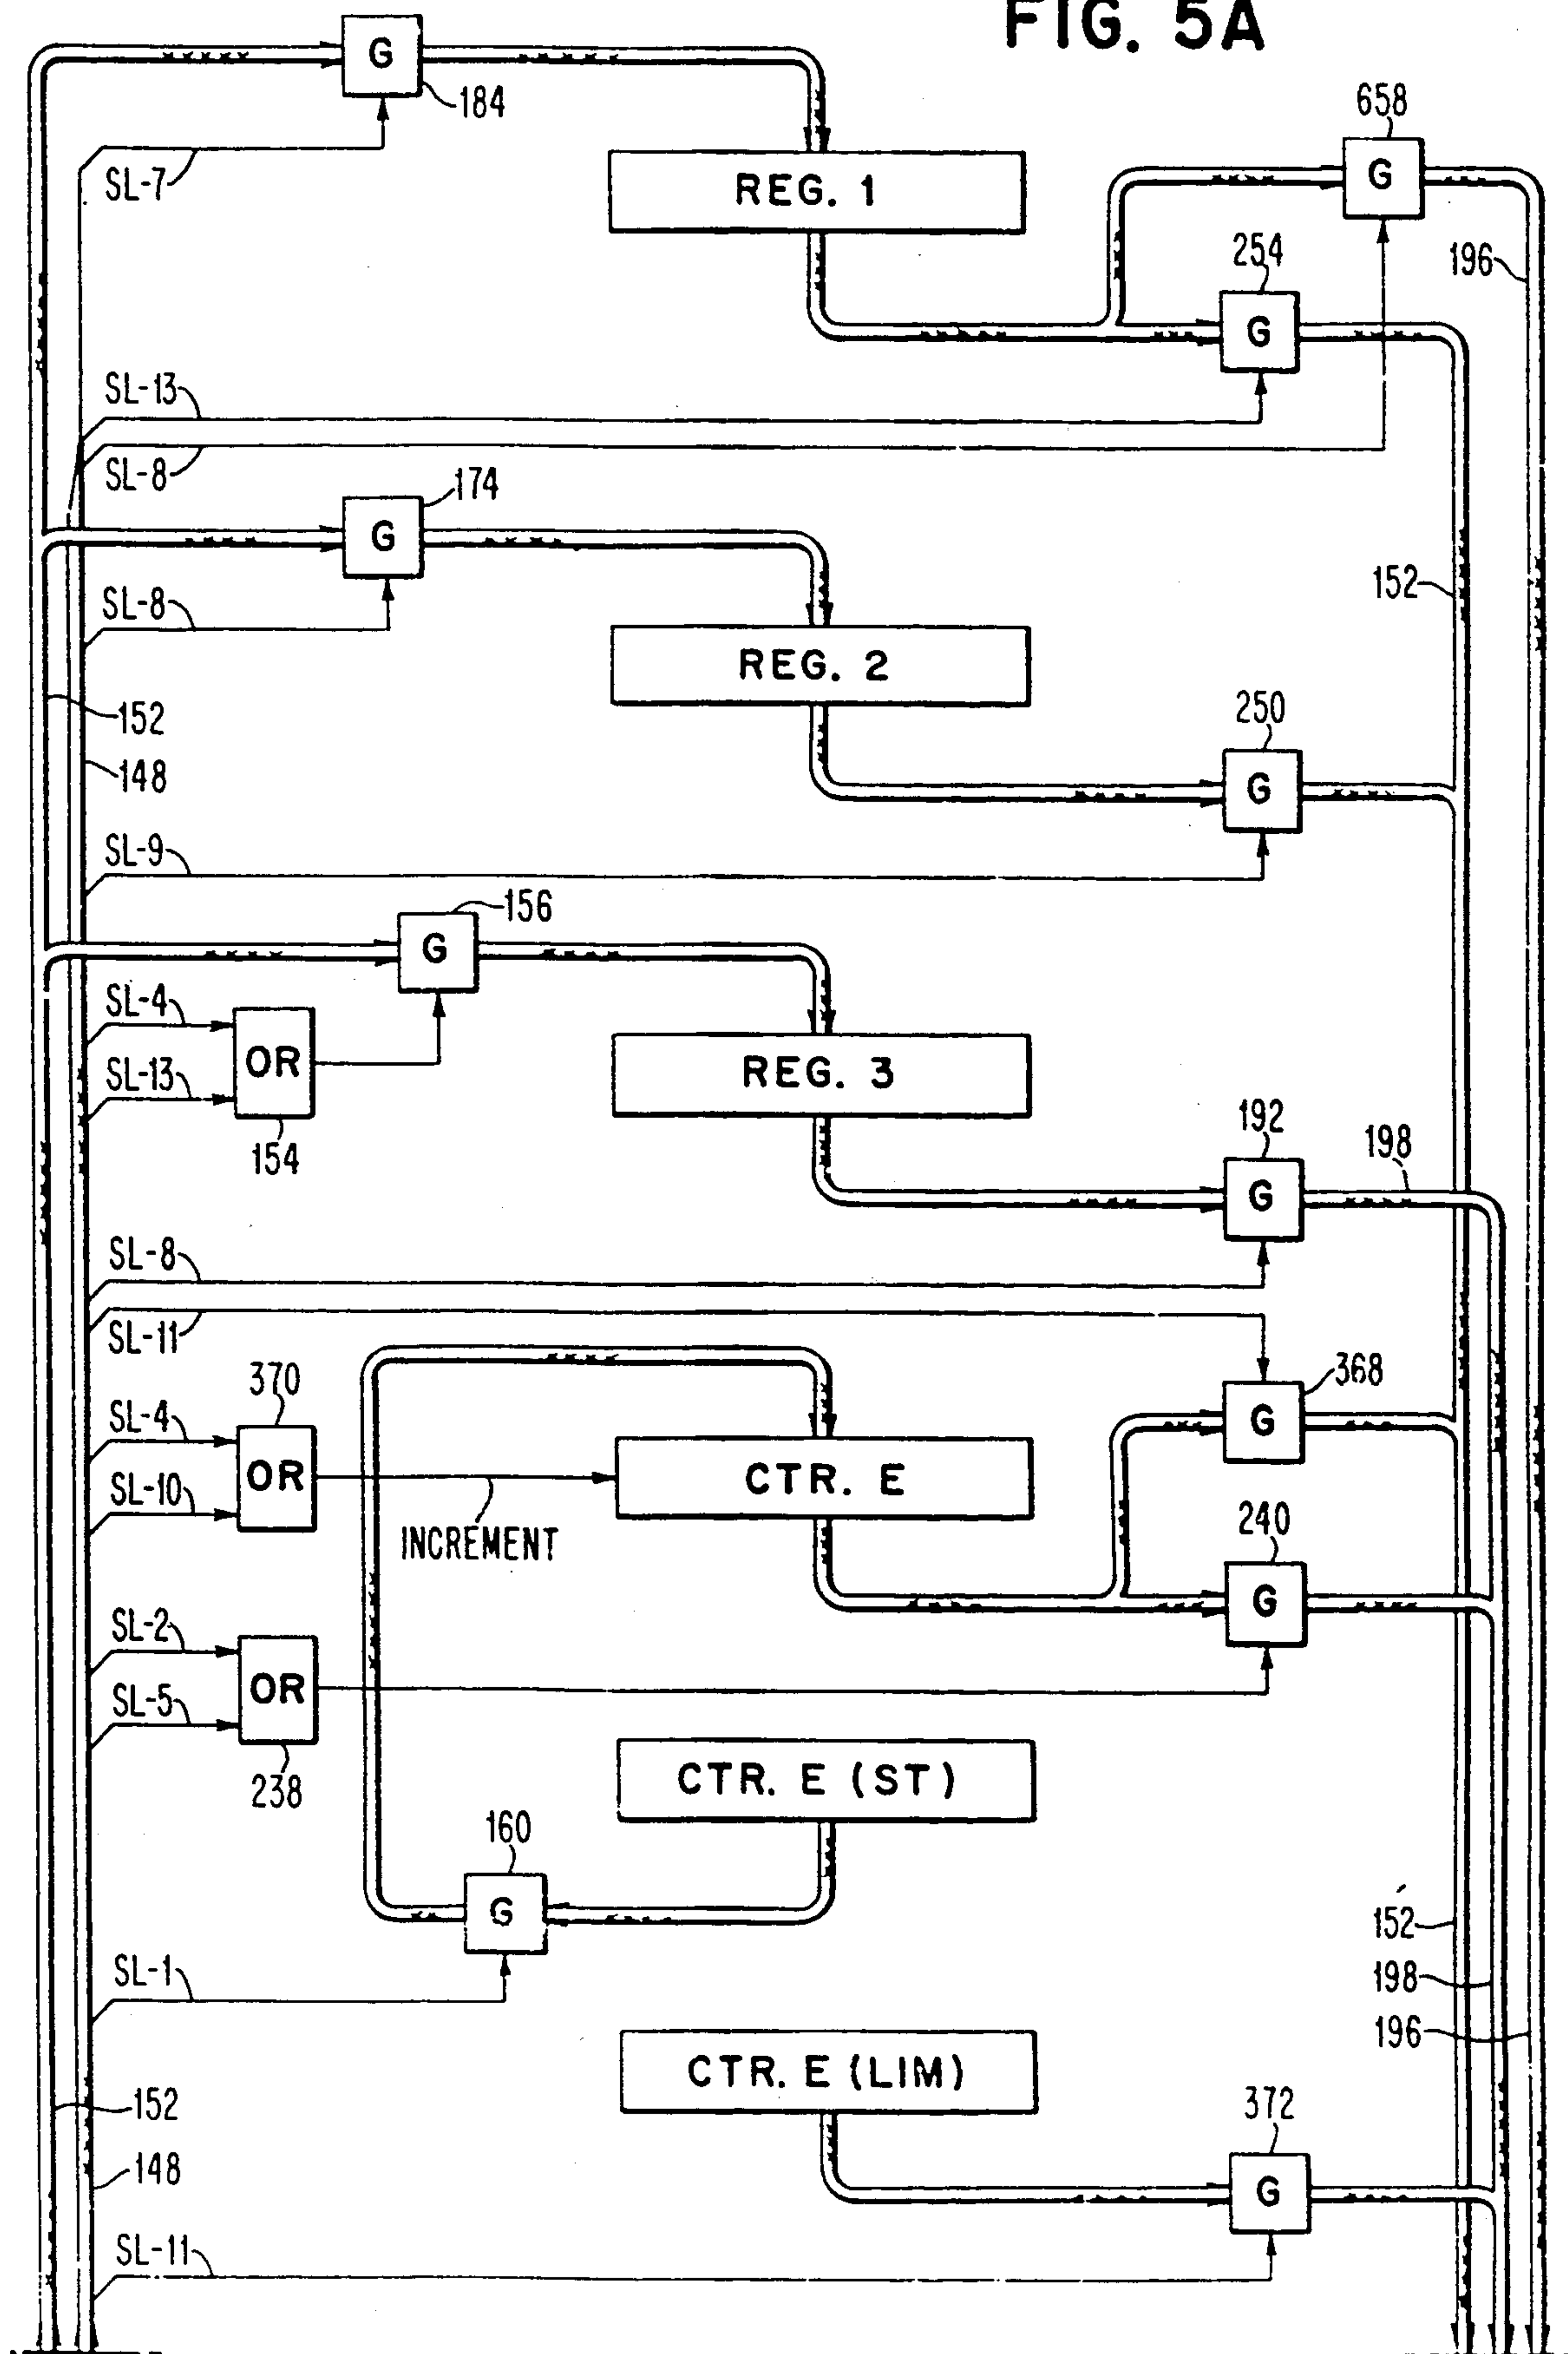 FIG. 5A
G
184
SL-7
658
G
REG. 1
254
196
G
SL-13
SL-8
174
G
SL-8
152
REG. 2
152
148
250
G
SL-9
156
G
SL-4
OR
SL-13
REG. 3
154
192
198
G
SL-8
SL-11
370
368
G
SL-4
OR
CTR. E
SL-10
INCREMENT
240
G
SL-2
OR
SL-5
CTR. E (ST)
238
160
G
152
SL-1
198
196
CTR. E (LIM)
152
372
148
G
SL-11